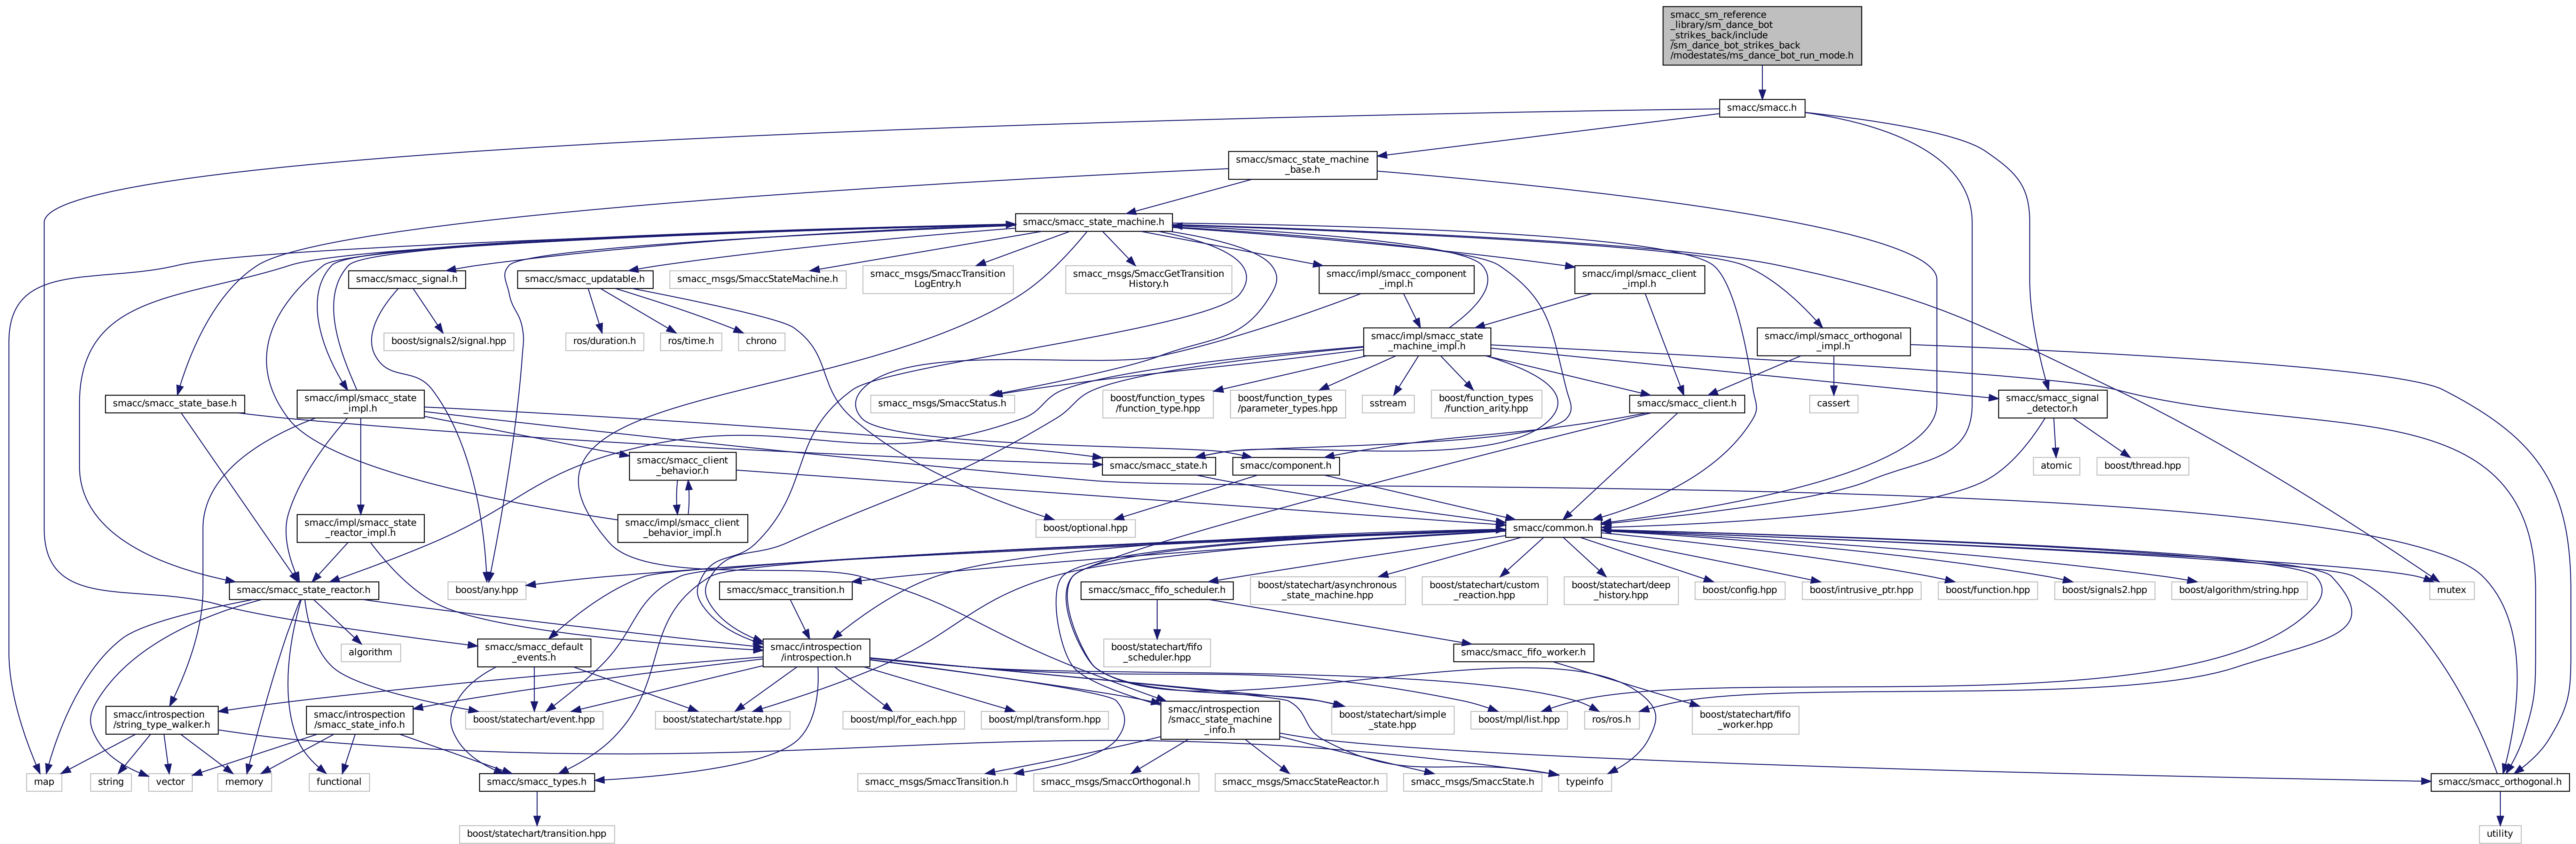 smacc_sm_reference
_library/sm_dance_bot
_strikes_back/include
/sm_dance_bot_strikes_back
/modestates/ms_dance_bot_run_mode.h
smacc/smacc.h
smacc/smacc_state_machine
_base.h
smacc/smacc_state_machine.h
smacc/smacc_signal.h
smacc/smacc_updatable.h
smacc_msgs/SmaccStateMachine.h
smacc_msgs/SmaccTransition
LogEntry.h
smacc_msgs/SmaccGetTransition
History.h
smacc/impl/smacc_component
_impl.h
smacc/impl/smacc_client
_impl.h
boost/signals2/signal.hpp
ros/duration.h
ros/time.h
chrono
smacc/impl/smacc_state
_machine_impl.h
smacc/impl/smacc_orthogonal
_impl.h
smacc/smacc_state_base.h
smacc/impl/smacc_state
_impl.h
smacc_msgs/SmaccStatus.h
boost/function_types
/function_type.hpp
boost/function_types
/parameter_types.hpp
sstream
boost/function_types
/function_arity.hpp
smacc/smacc_client.h
cassert
smacc/smacc_signal
_detector.h
smacc/smacc_client
_behavior.h
smacc/smacc_state.h
smacc/component.h
atomic
boost/thread.hpp
smacc/impl/smacc_state
_reactor_impl.h
smacc/impl/smacc_client
_behavior_impl.h
boost/optional.hpp
smacc/common.h
smacc/smacc_state_reactor.h
boost/any.hpp
smacc/smacc_transition.h
smacc/smacc_fifo_scheduler.h
boost/statechart/asynchronous
_state_machine.hpp
boost/statechart/custom
_reaction.hpp
boost/statechart/deep
_history.hpp
boost/config.hpp
boost/intrusive_ptr.hpp
boost/function.hpp
boost/signals2.hpp
boost/algorithm/string.hpp
mutex
algorithm
smacc/smacc_default
_events.h
smacc/introspection
/introspection.h
boost/statechart/fifo
_scheduler.hpp
smacc/smacc_fifo_worker.h
smacc/introspection
/string_type_walker.h
smacc/introspection
/smacc_state_info.h
boost/statechart/event.hpp
boost/statechart/state.hpp
boost/mpl/for_each.hpp
boost/mpl/transform.hpp
smacc/introspection
/smacc_state_machine
_info.h
boost/statechart/simple
_state.hpp
boost/mpl/list.hpp
ros/ros.h
boost/statechart/fifo
_worker.hpp
map
string
vector
memory
functional
smacc/smacc_types.h
smacc_msgs/SmaccTransition.h
smacc_msgs/SmaccOrthogonal.h
smacc_msgs/SmaccStateReactor.h
smacc_msgs/SmaccState.h
typeinfo
smacc/smacc_orthogonal.h
boost/statechart/transition.hpp
utility